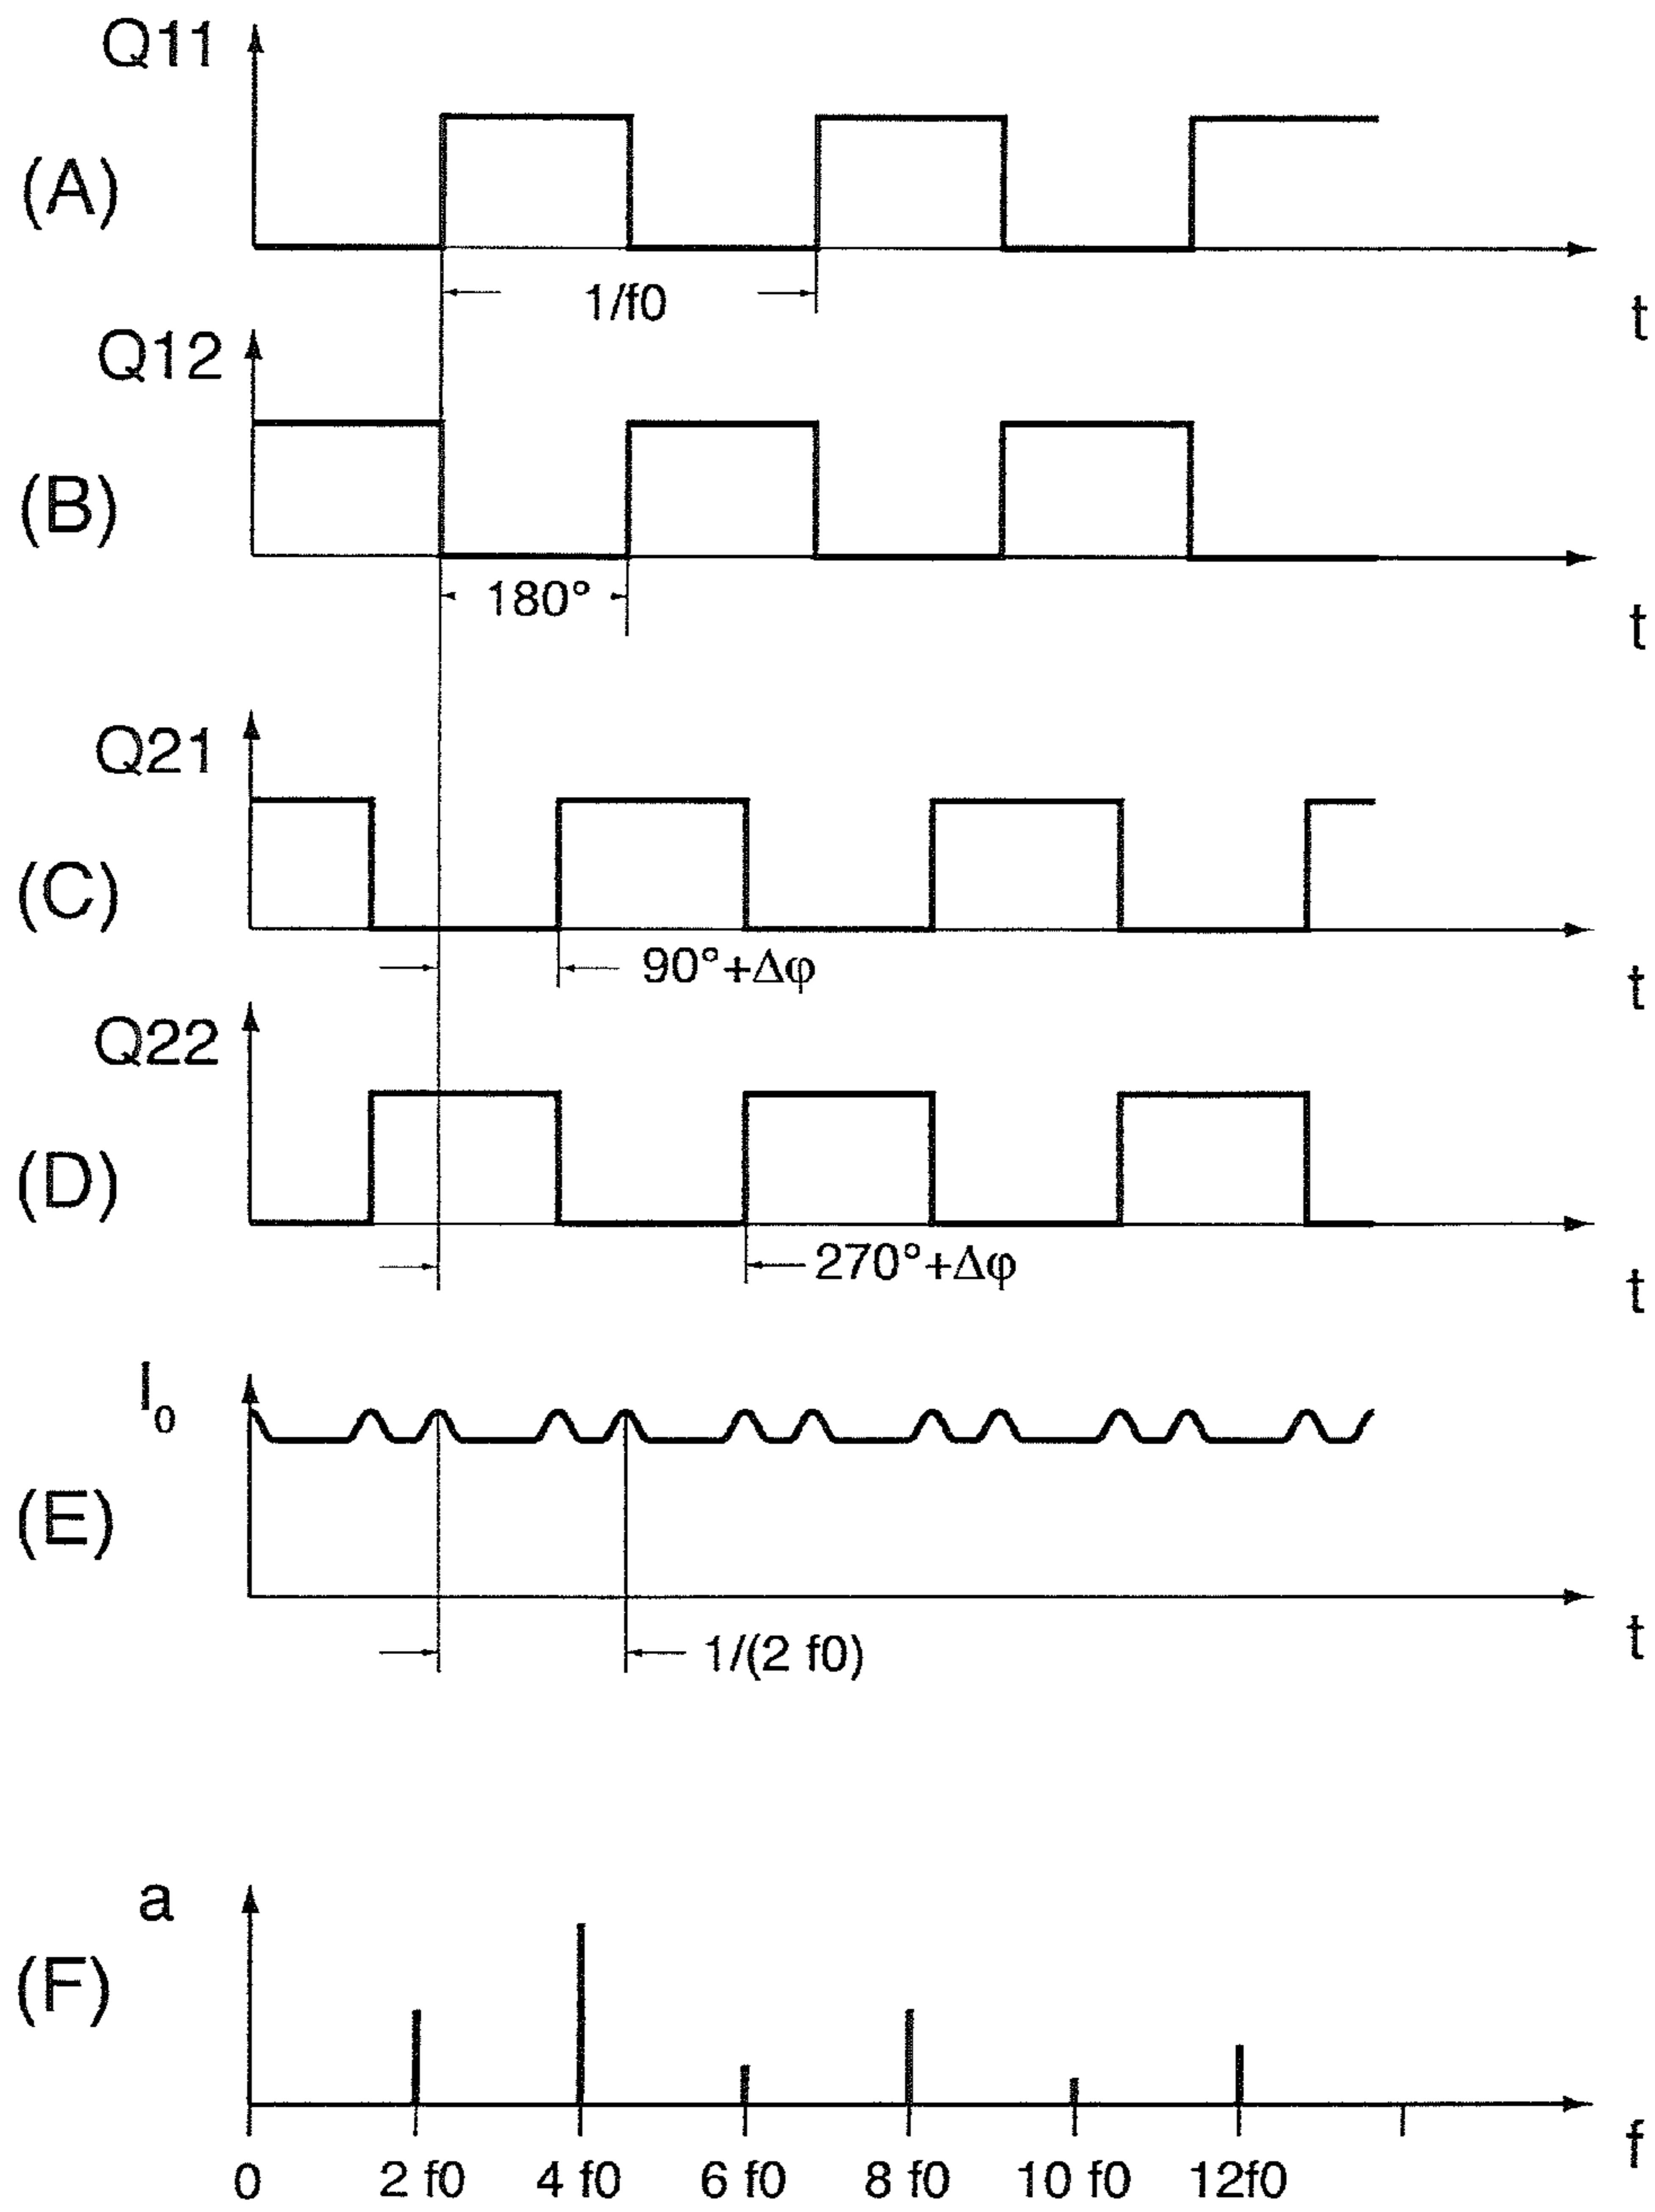 Q11
(A)
1/f0
t
Q12
(B)
180°
t
Q21
(C)
90°+Δφ
t
Q22
(D)
270°+Δφ
t
I0
(E)
1/(2 f0)
t
a
(F)
f
0 2 f0 4 f0 6 f0 8 f0 10 f0 12f0